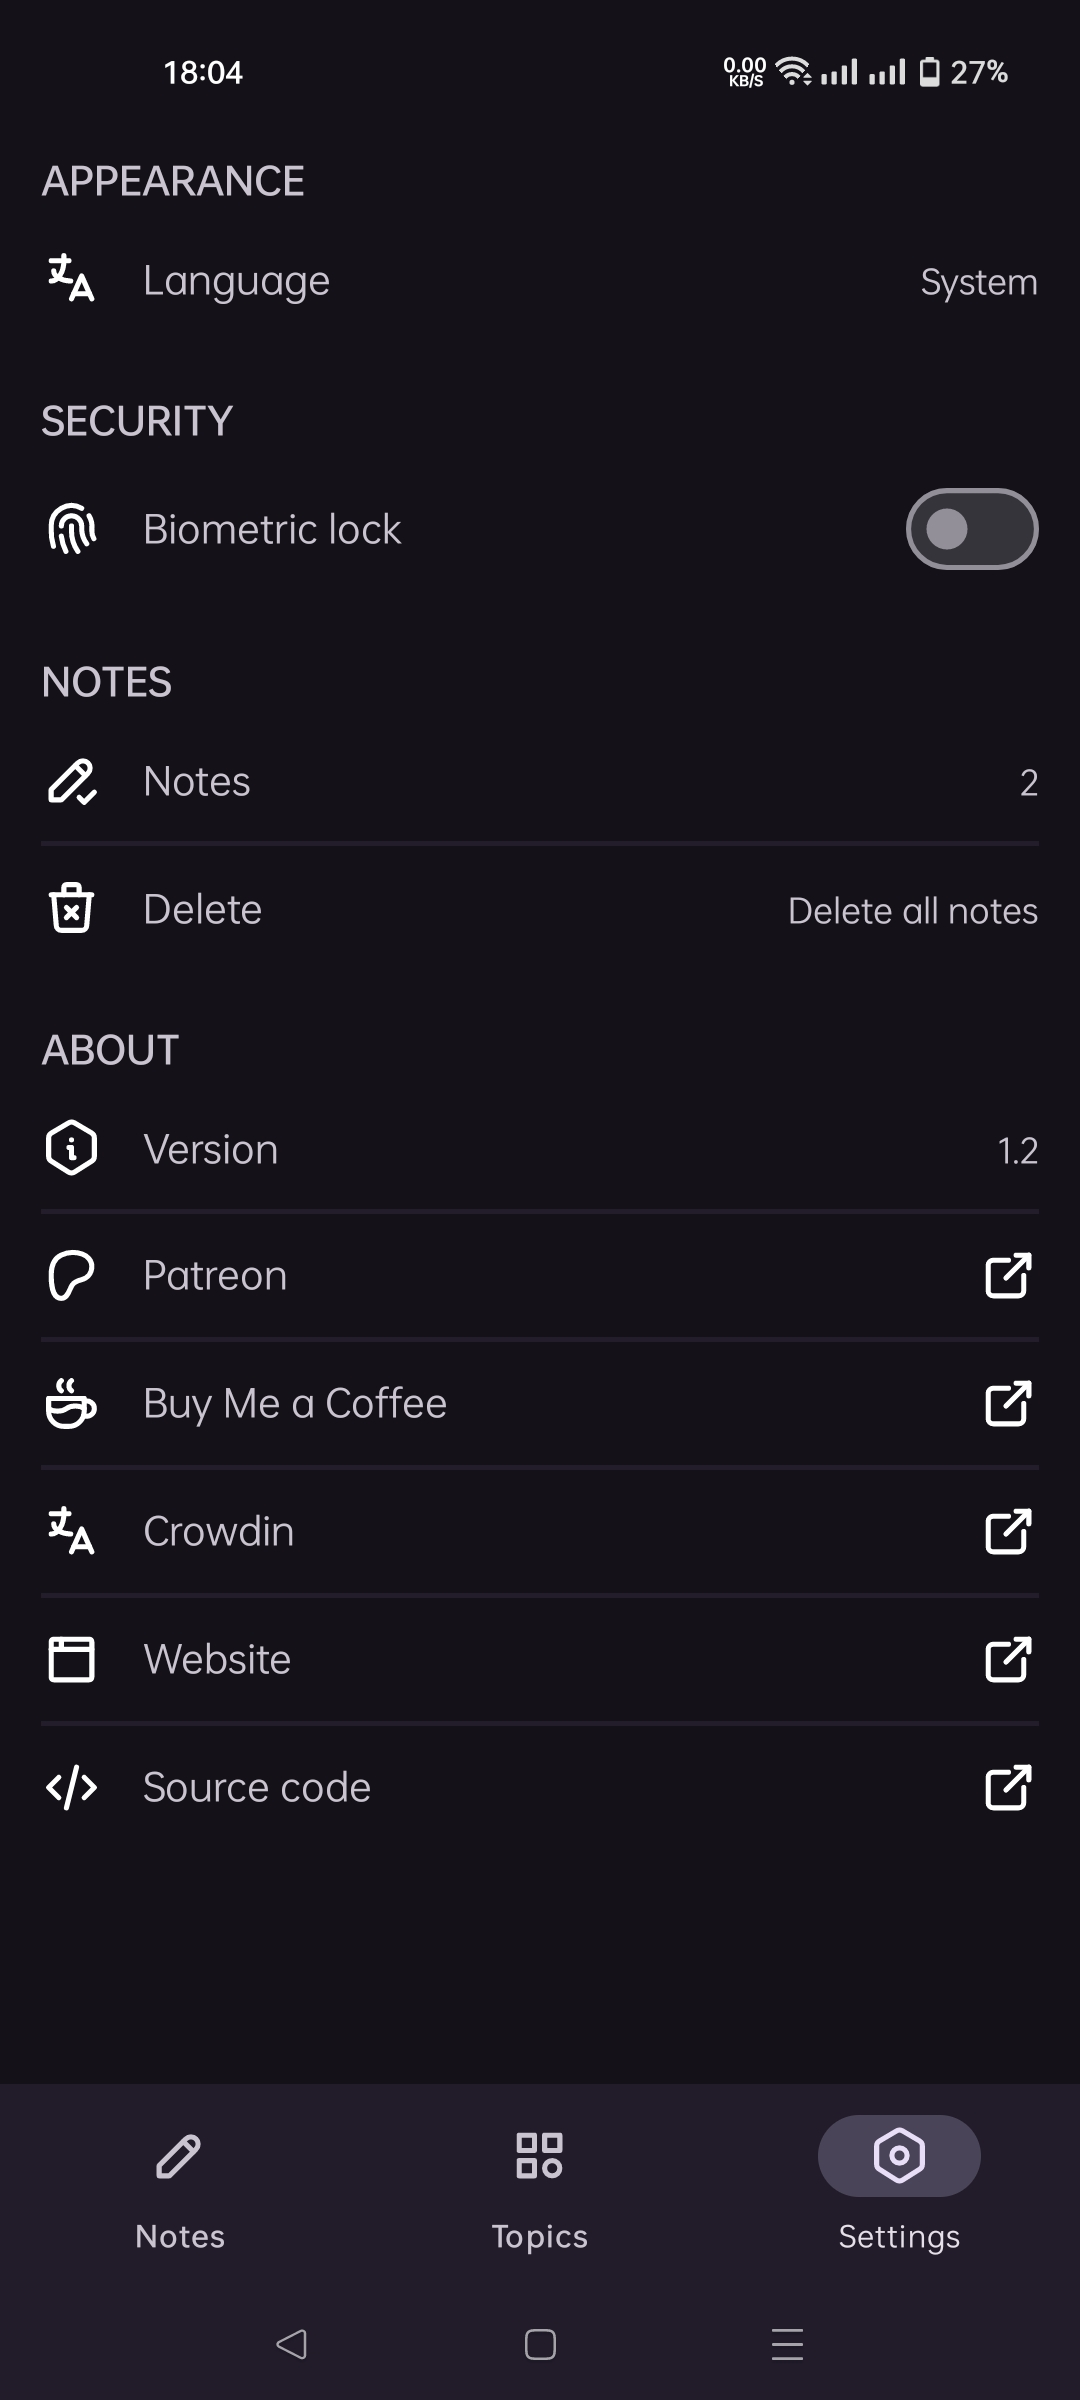 18:04
0.00
KB/S
27%
APPEARANCE
Language System
SECURITY
Biometric lock
NOTES
Notes 2
Delete Delete all notes
ABOUT
Version 1.2
Patreon
Buy Me a Coffee
Crowdin
Website
Source code
Notes Topics Settings